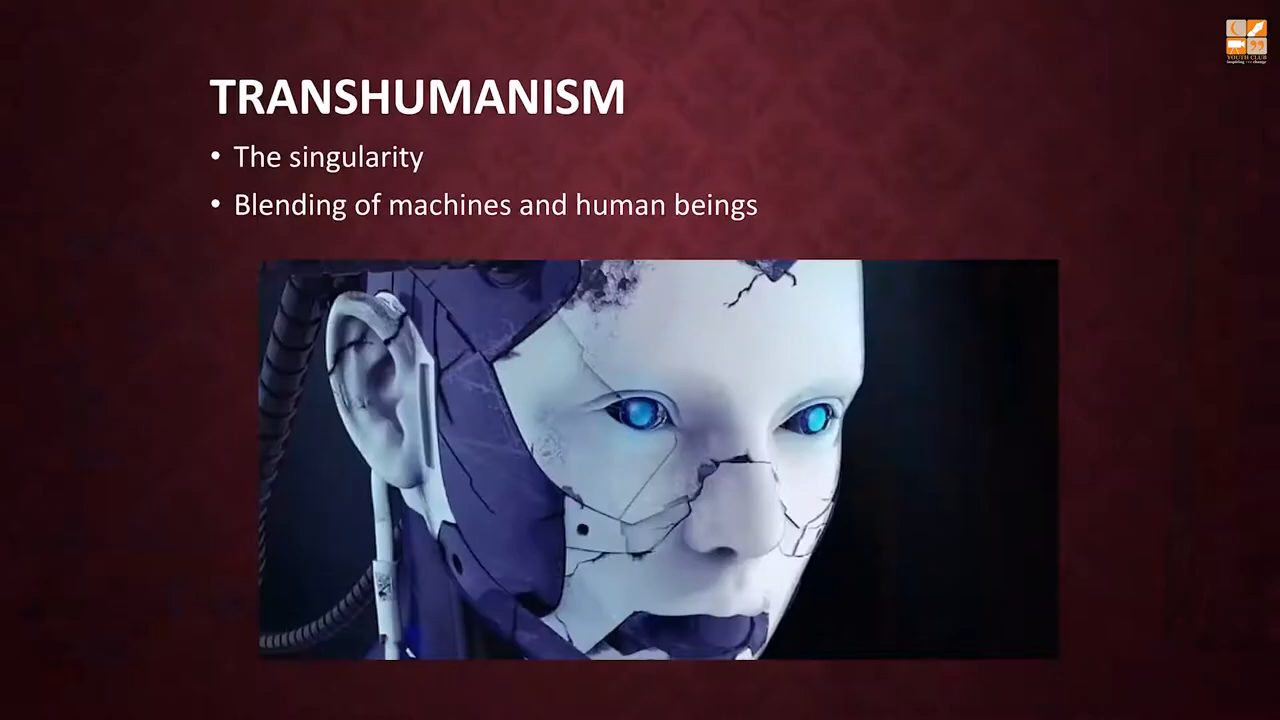 TRANSHUMANISM
• The singularity
• Blending of machines and human beings
YOUTH CLUB